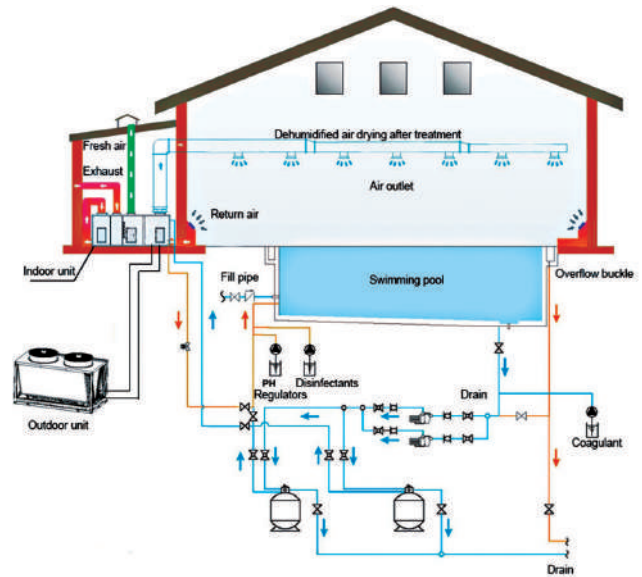 Fresh air
Dehumidified air drying after treatment
Exhaust
Air outlet
Return air
Indoor unit
Fill pipe
Swimming pool
Overflow buckle
PH
Regulators
Disinfectants
Drain
Outdoor unit
Coagulant
Drain